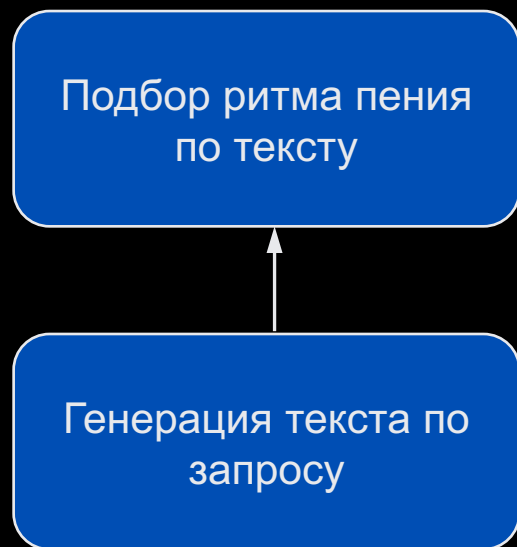 Подбор ритма пения
по тексту
Генерация текста по
запросу